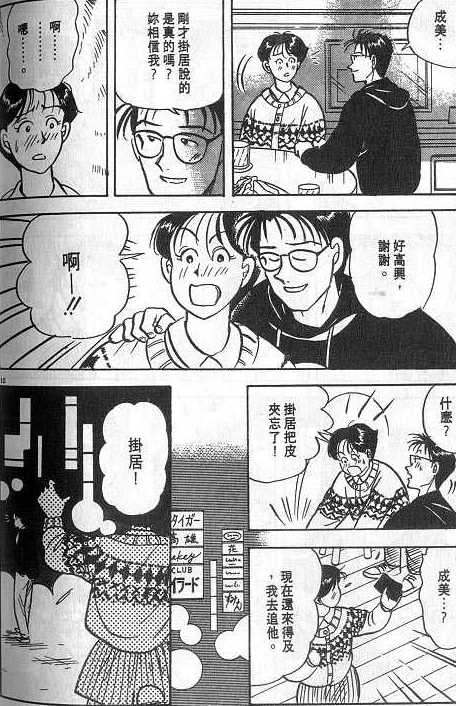 成美…
剛才掛居說的
是真的嗎？
妳相信我？
啊………
嗯………。
好高興，
謝謝。
啊—!!
什麼？
掛居把皮
夾忘了！
成美…？
現在還來得及
，我去追他。
掛居！
タイガー
高雄
CLUB
花